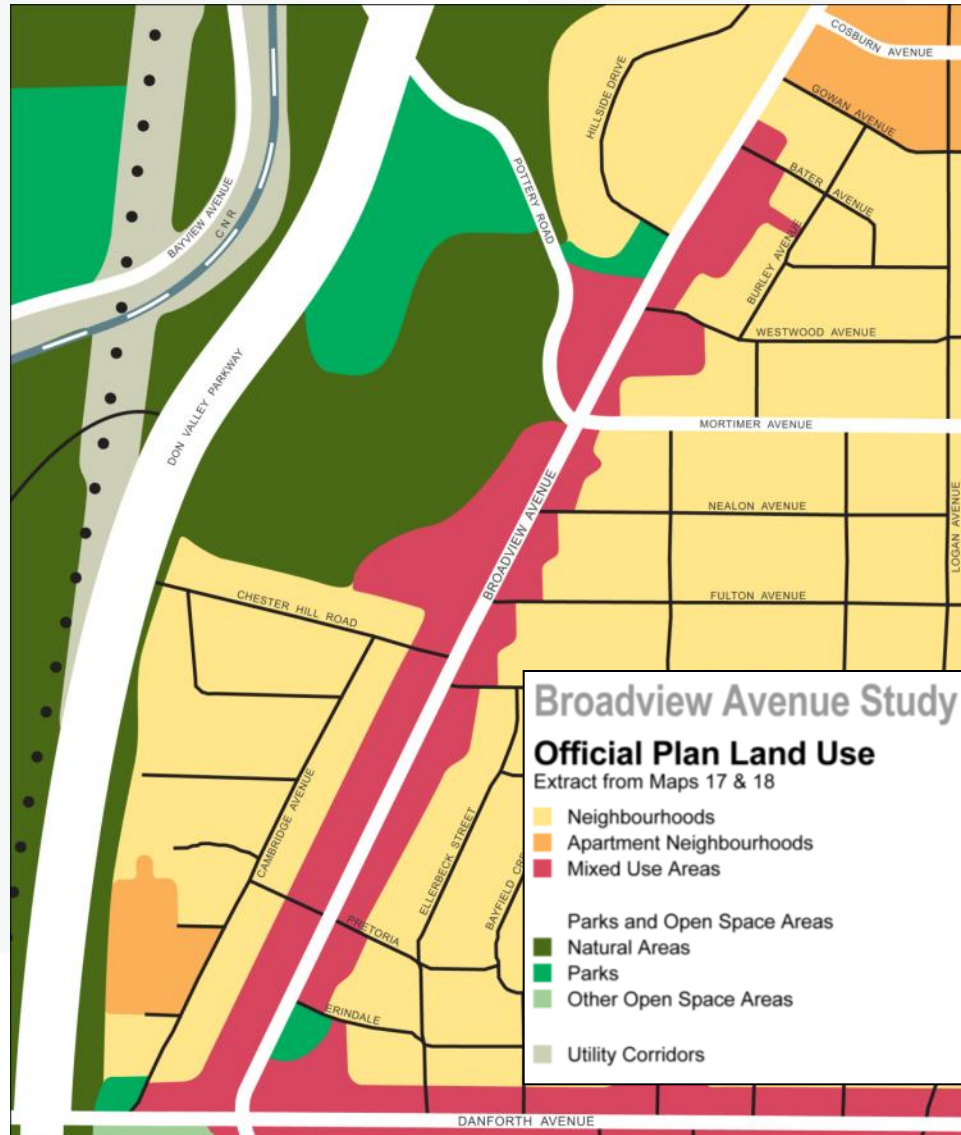 COSBURN AVENUE
GOWAN AVENUE
HILLSIDE DRIVE
BATER AVENUE
POTTERY ROAD
BAYVIEW AVENUE
CNR
BURLEY AVENUE
WESTWOOD AVENUE
DON VALLEY PARKWAY
MORTIMER AVENUE
BROADVIEW AVENUE
NEALON AVENUE
LOGAN AVENUE
FULTON AVENUE
CHESTER HILL ROAD
CAMBRIDGE AVENUE
ELLERBECK STREET
BAYFIELD CRE
PRETORIA
ERINDALE
DANFORTH AVENUE
Broadview Avenue Study
Official Plan Land Use
Extract from Maps 17 & 18
Neighbourhoods
Apartment Neighbourhoods
Mixed Use Areas
Parks and Open Space Areas
Natural Areas
Parks
Other Open Space Areas
Utility Corridors